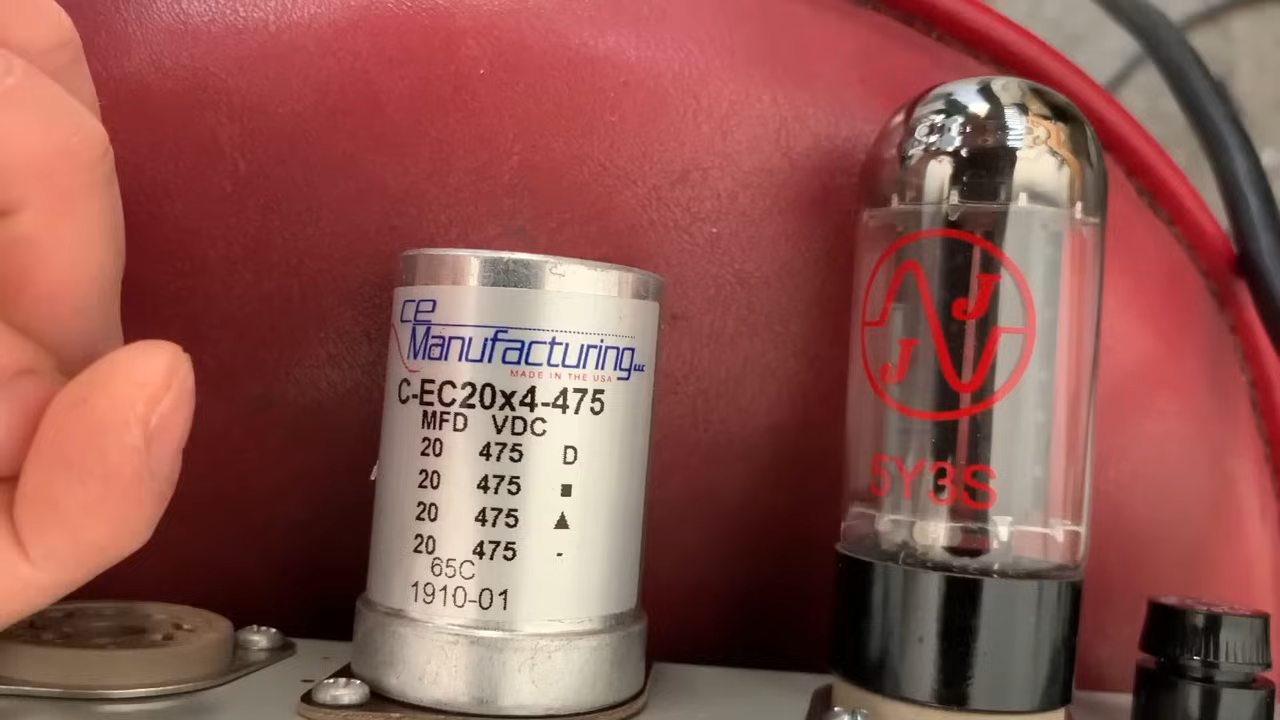 ce
Manufacturing LLC
MADE IN THE USA
C-EC20x4-475
MFD VDC
20 475 D
20 475 ■
20 475 ▲
20 475 -
65C
1910-01
J
J
5Y3S